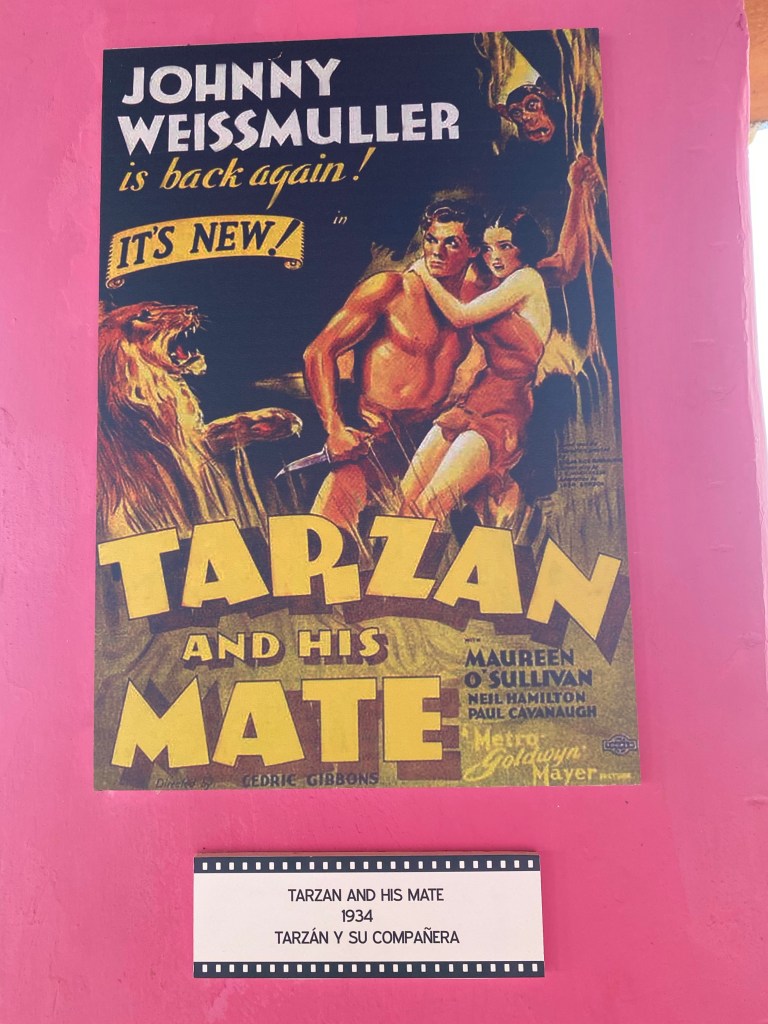 JOHNNY
WEISSMULLER
is back again!
in
IT'S NEW!
TARZAN
AND HIS
MATE
WITH
MAUREEN
O'SULLIVAN
NEIL HAMILTON
PAUL CAVANAUGH
A Metro-
Goldwyn
Mayer PICTURE
Directed by CEDRIC GIBBONS
TARZAN AND HIS MATE
1934
TARZÁN Y SU COMPAÑERA